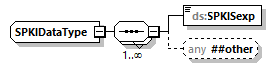 ds:SPKISexp
SPKIDataType
any ##other
1..∞